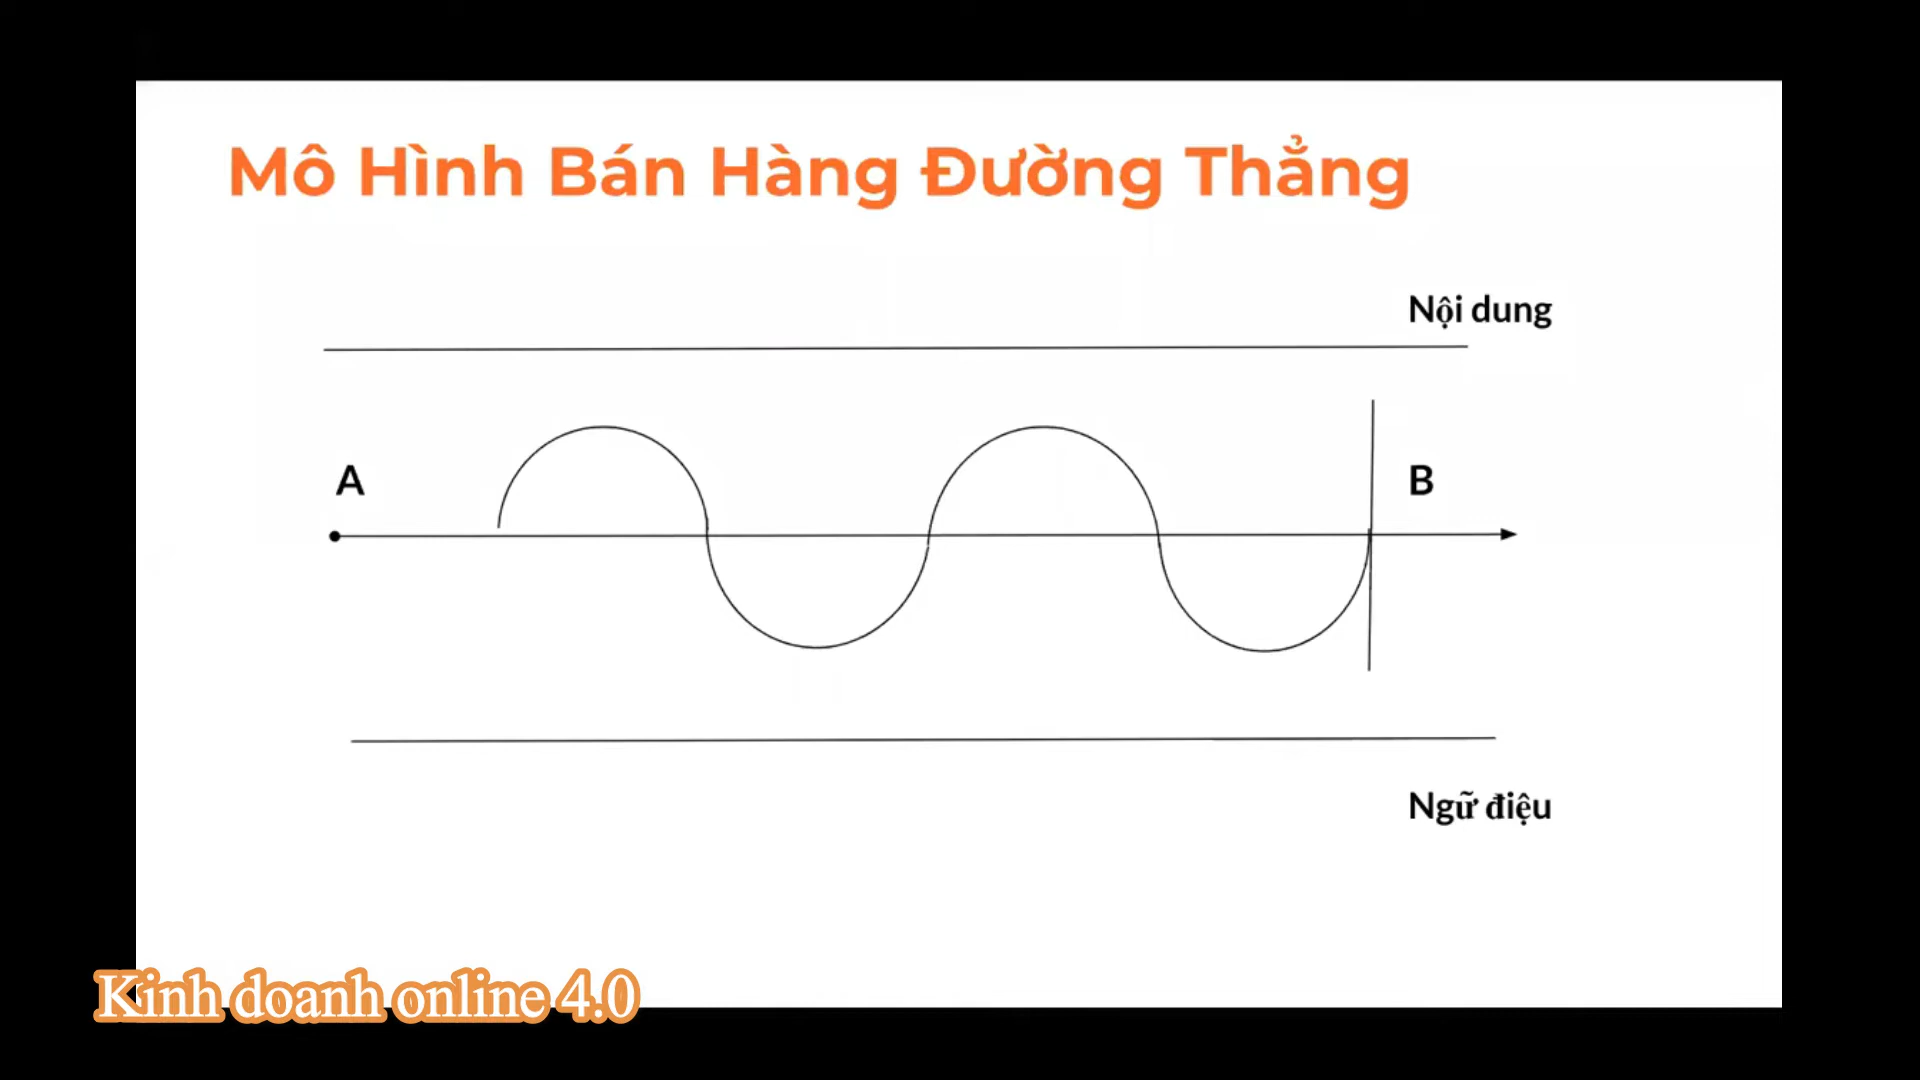 Mô Hình Bán Hàng Đường Thẳng
Nội dung
A
B
Ngữ điệu
Kinh doanh online 4.0